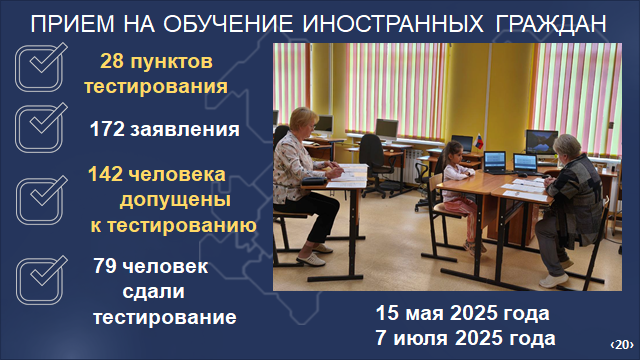 ПРИЕМ НА ОБУЧЕНИЕ ИНОСТРАННЫХ ГРАЖДАН
28 пунктов
тестирования
172 заявления
142 человека
допущены
к тестированию
79 человек
сдали
тестирование
15 мая 2025 года
7 июля 2025 года
‹20›